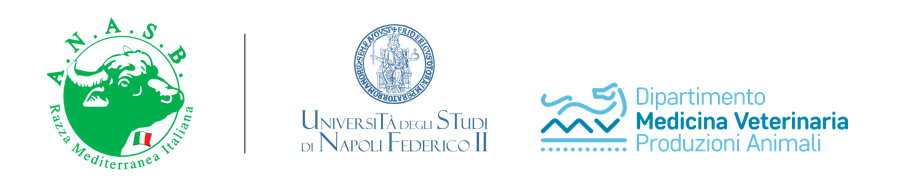 A.N.A.S.B.
Razza Mediterranea Italiana
UNIVERSITÀ DEGLI STUDI
DI NAPOLI FEDERICO II
Dipartimento
Medicina Veterinaria
Produzioni Animali